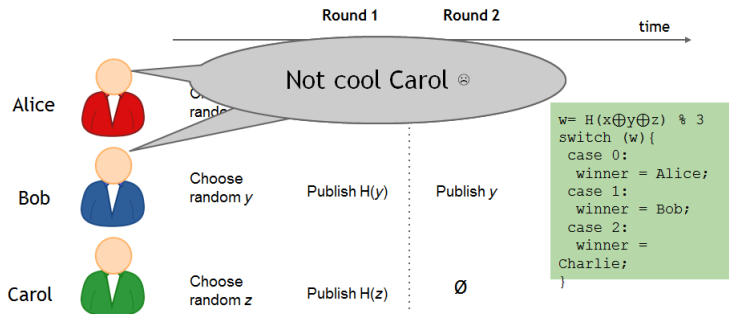 Round 1 Round 2
time
Not cool Carol ☹
Alice
w= H(x⊕y⊕z) % 3
switch (w){
case 0:
winner = Alice;
case 1:
winner = Bob;
case 2:
winner =
Charlie;
}
Bob
Choose
random y
Publish H(y)
Publish y
Carol
Choose
random z
Publish H(z)
Ø